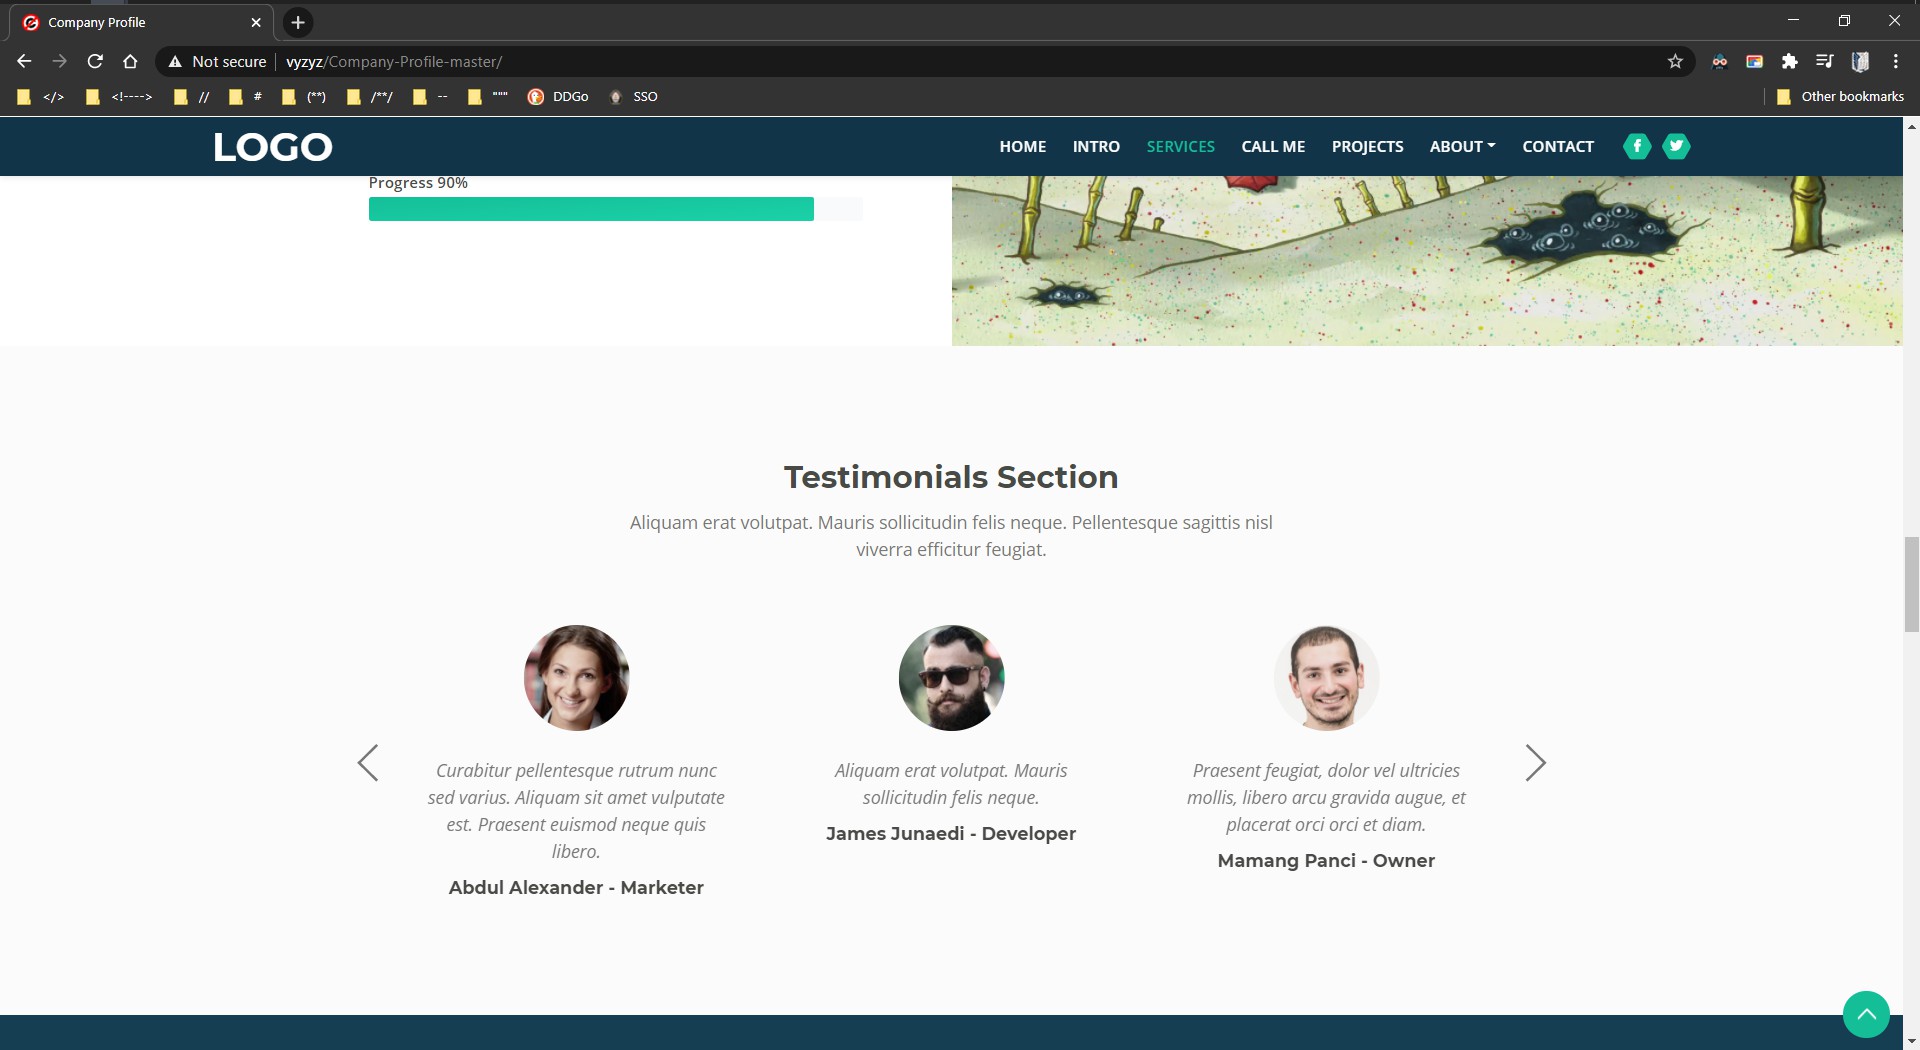 Company Profile
Not secure
vyzyz/Company-Profile-master/
</>
<!---->
//
#
(**)
/**/
--
"""
DDGo
SSO
Other bookmarks
LOGO
HOME
INTRO
SERVICES
CALL ME
PROJECTS
ABOUT
CONTACT
Progress 90%
Testimonials Section
Aliquam erat volutpat. Mauris sollicitudin felis neque. Pellentesque sagittis nisl
viverra efficitur feugiat.
Curabitur pellentesque rutrum nunc
sed varius. Aliquam sit amet vulputate
est. Praesent euismod neque quis
libero.
Abdul Alexander - Marketer
Aliquam erat volutpat. Mauris
sollicitudin felis neque.
James Junaedi - Developer
Praesent feugiat, dolor vel ultricies
mollis, libero arcu gravida augue, et
placerat orci orci et diam.
Mamang Panci - Owner